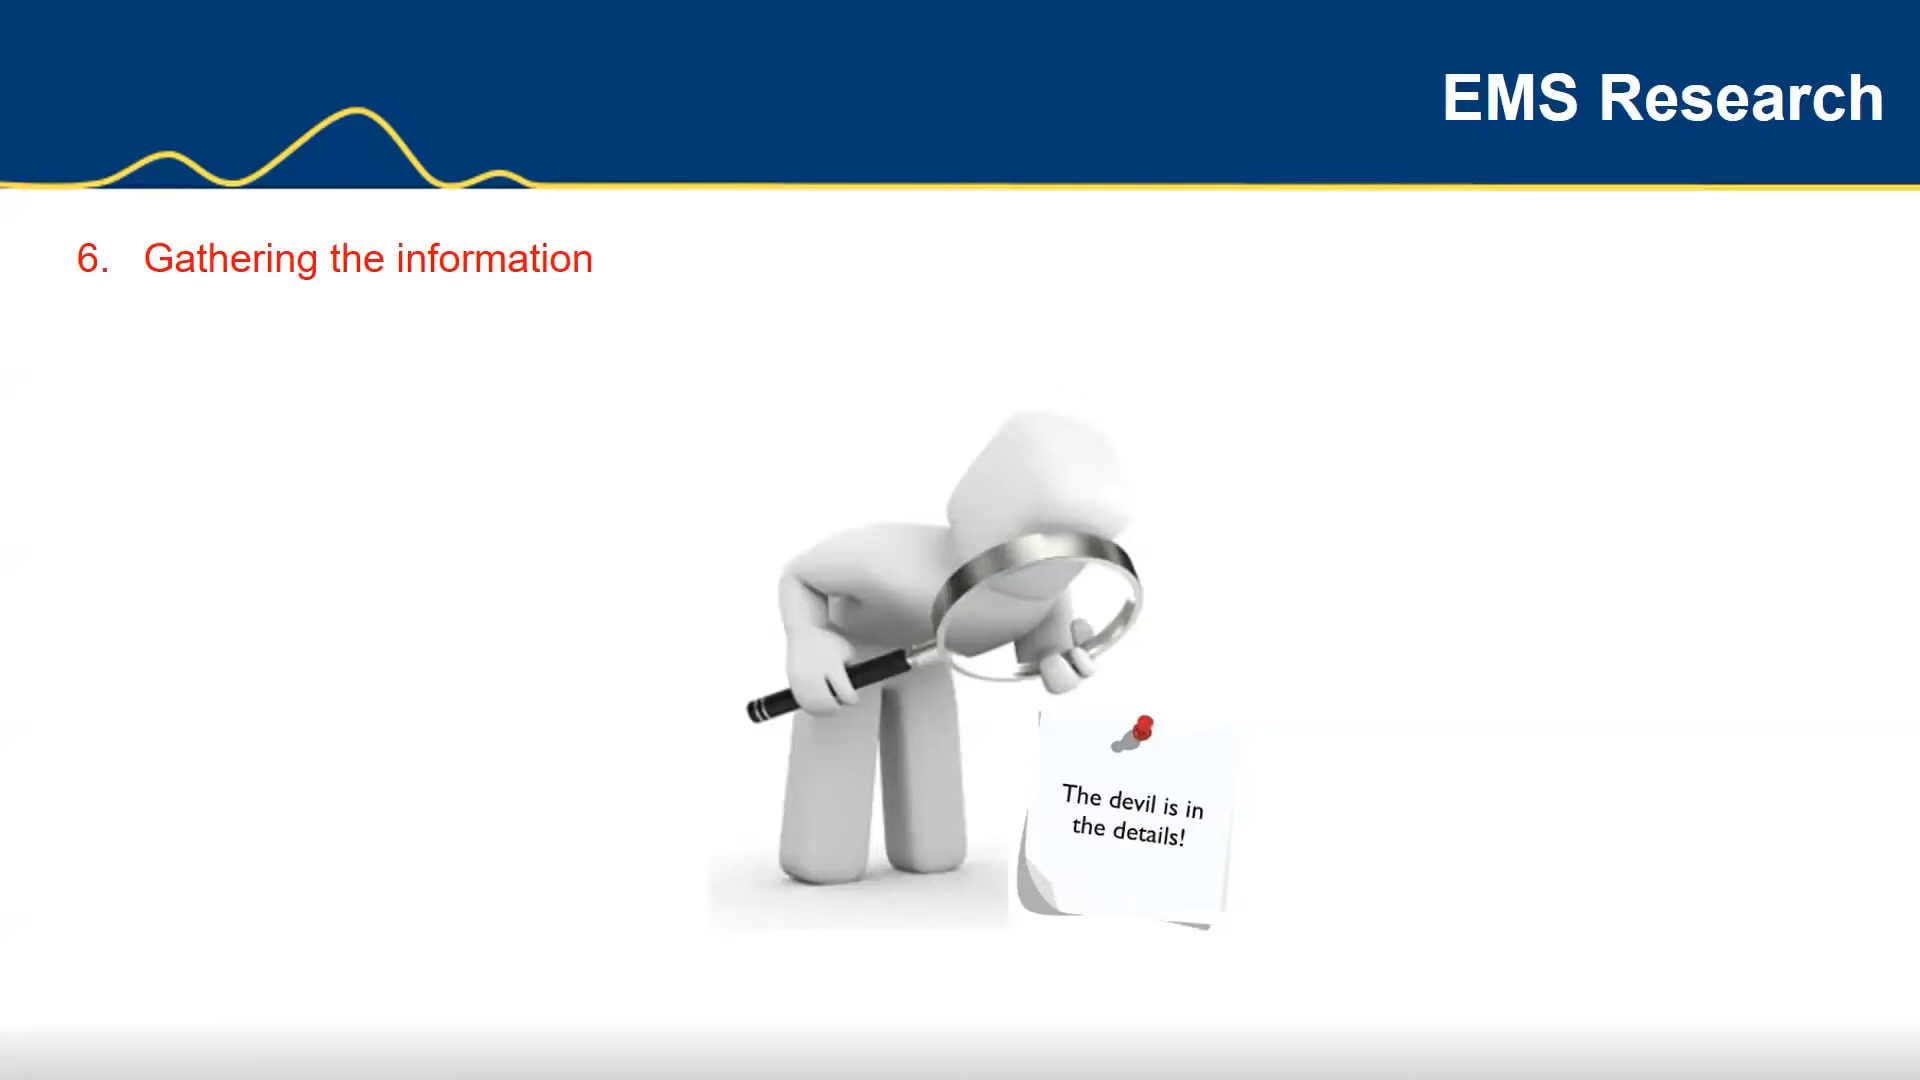 EMS Research
6. Gathering the information
The devil is in
the details!